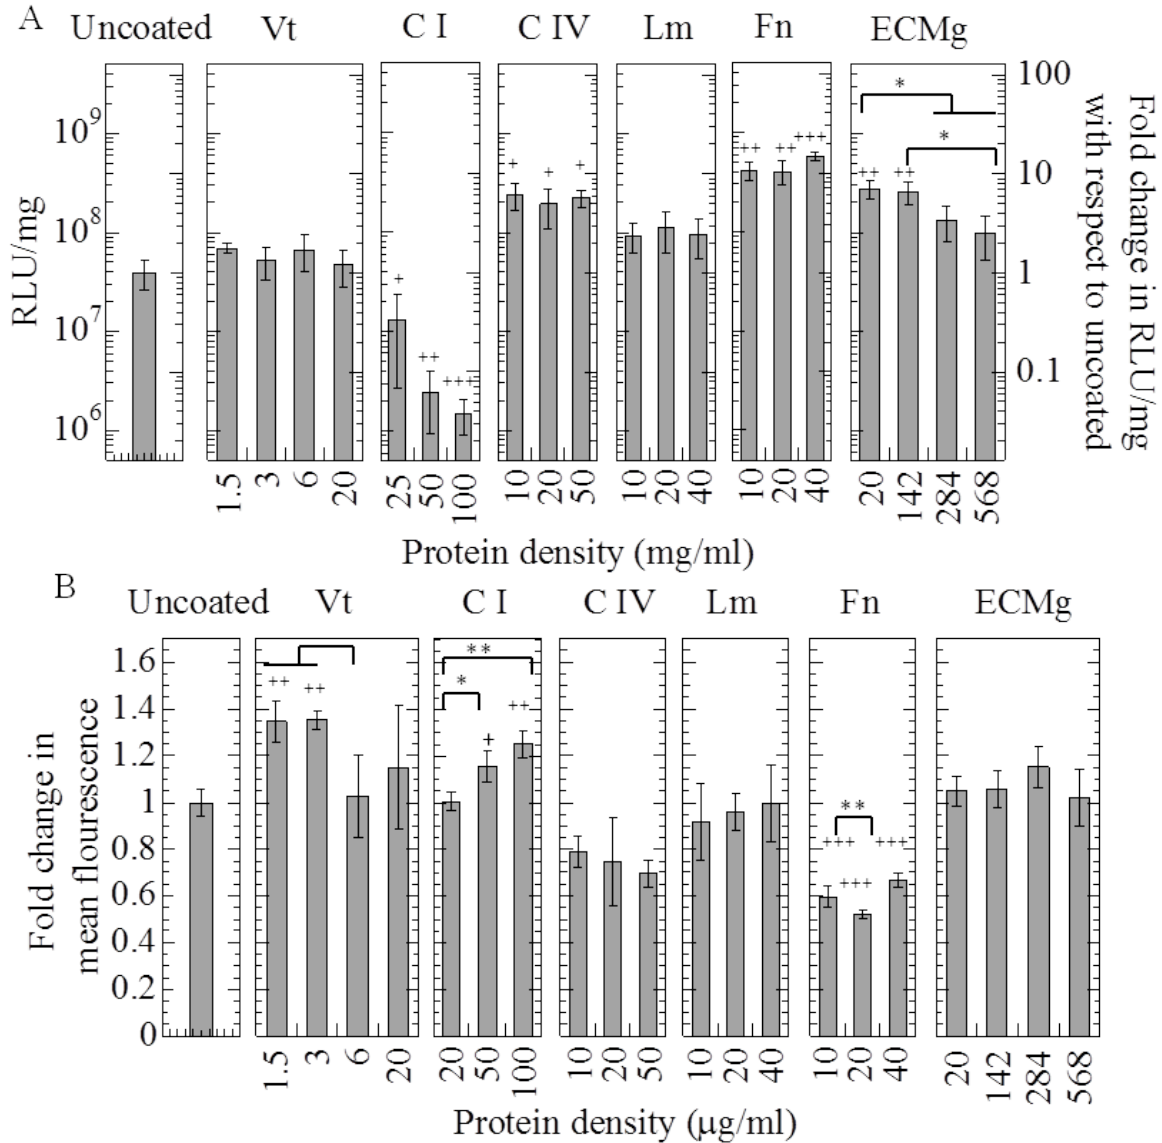 A
Uncoated Vt C I C IV Lm Fn ECMg
RLU/mg
10^9
10^8
10^7
10^6
100
10
1
0.1
Fold change in RLU/mg
with respect to uncoated
+ ++ +++
+ + +
++ ++ +++
++ ++
*
*
1.5 3 6 20 25 50 100 10 20 50 10 20 40 10 20 40 20 142 284 568
Protein density (mg/ml)
B
Uncoated Vt C I C IV Lm Fn ECMg
Fold change in
mean flourescence
1.6
1.4
1.2
1
0.8
0.6
0.4
0.2
0
++ ++
**
*
+ ++
**
+++ +++ +++
1.5 3 6 20 20 50 100 10 20 50 10 20 40 10 20 40 20 142 284 568
Protein density (μg/ml)